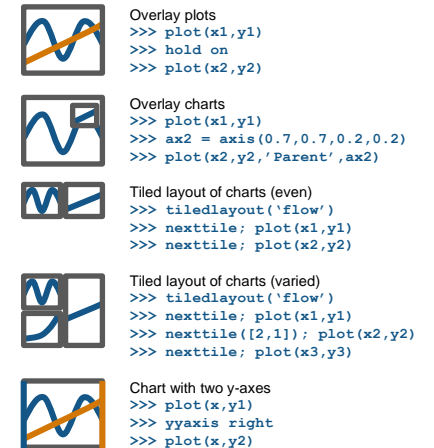 Overlay plots
>>> plot(x1,y1)
>>> hold on
>>> plot(x2,y2)
Overlay charts
>>> plot(x1,y1)
>>> ax2 = axis(0.7,0.7,0.2,0.2)
>>> plot(x2,y2,’Parent’,ax2)
Tiled layout of charts (even)
>>> tiledlayout(‘flow’)
>>> nexttile; plot(x1,y1)
>>> nexttile; plot(x2,y2)
Tiled layout of charts (varied)
>>> tiledlayout(‘flow’)
>>> nexttile; plot(x1,y1)
>>> nexttile([2,1]); plot(x2,y2)
>>> nexttile; plot(x3,y3)
Chart with two y-axes
>>> plot(x,y1)
>>> yyaxis right
>>> plot(x,y2)